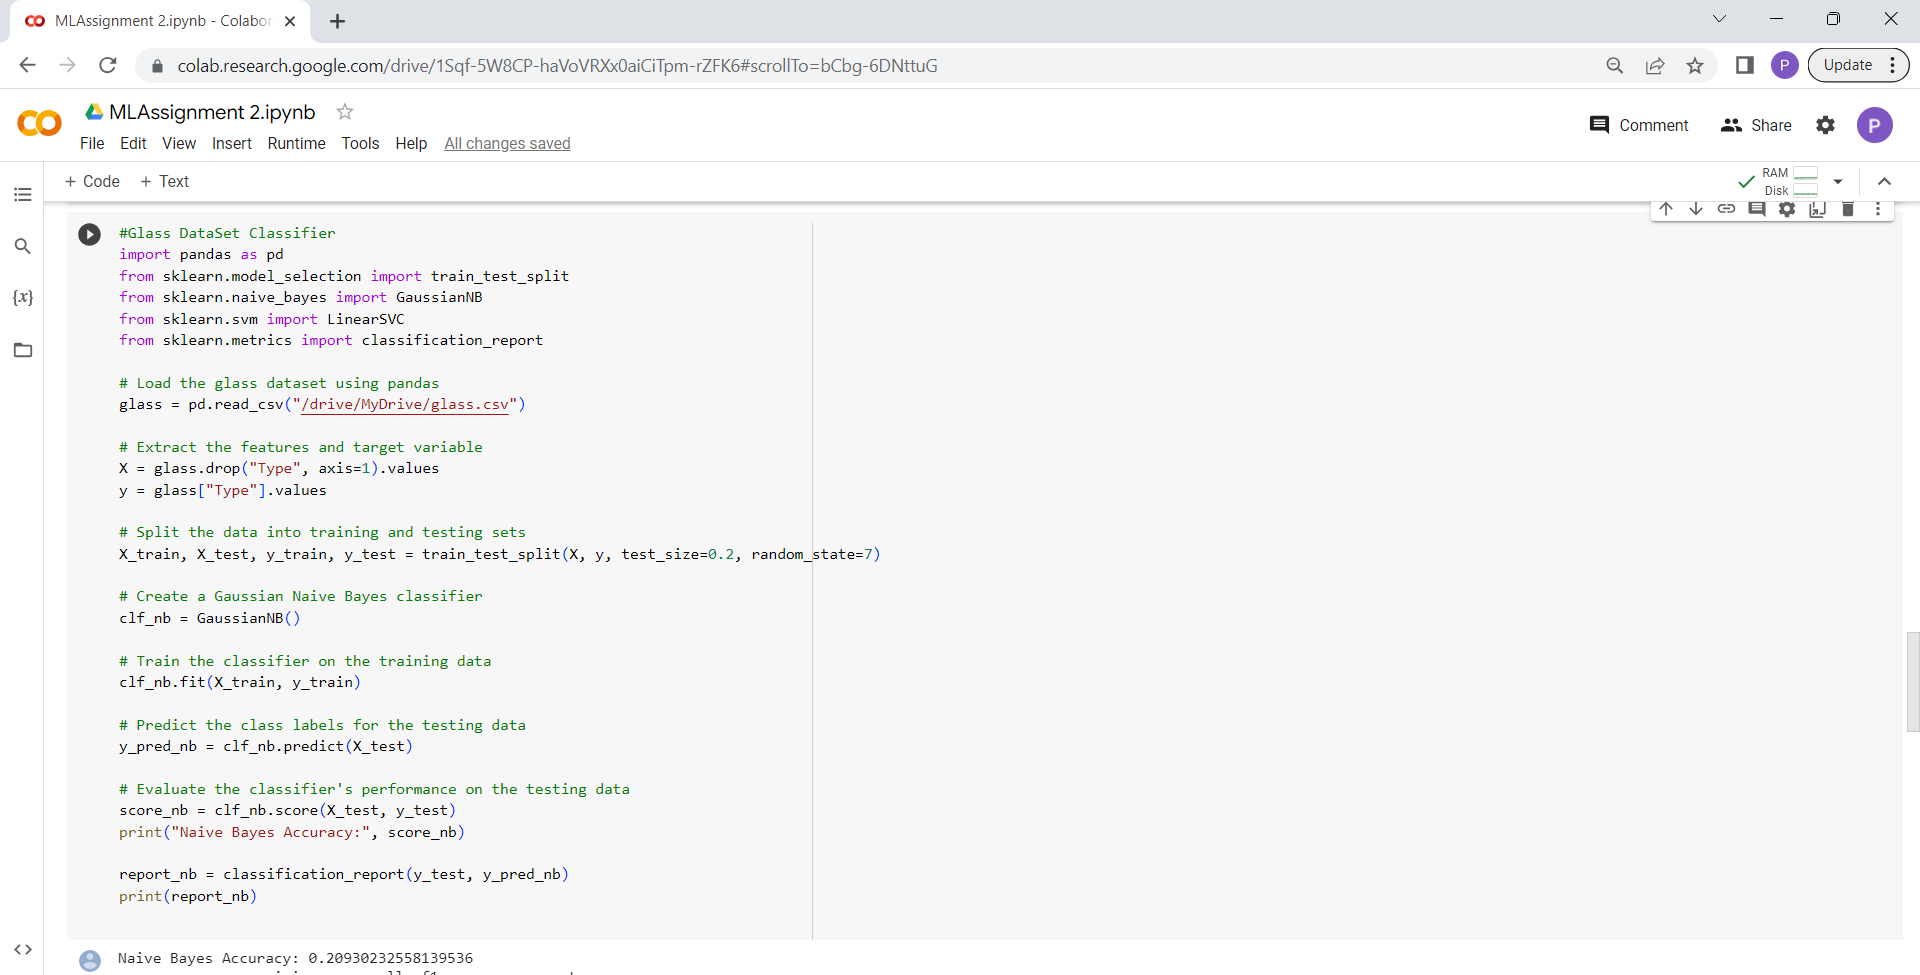 MLAssignment 2.ipynb - Colabor
colab.research.google.com/drive/1Sqf-5W8CP-haVoVRXx0aiCiTpm-rZFK6#scrollTo=bCbg-6DNttuG
P
Update
MLAssignment 2.ipynb
File Edit View Insert Runtime Tools Help All changes saved
Comment
Share
P
+ Code + Text
RAM
Disk
{x}
#Glass DataSet Classifier
import pandas as pd
from sklearn.model_selection import train_test_split
from sklearn.naive_bayes import GaussianNB
from sklearn.svm import LinearSVC
from sklearn.metrics import classification_report
# Load the glass dataset using pandas
glass = pd.read_csv("/drive/MyDrive/glass.csv")
# Extract the features and target variable
X = glass.drop("Type", axis=1).values
y = glass["Type"].values
# Split the data into training and testing sets
X_train, X_test, y_train, y_test = train_test_split(X, y, test_size=0.2, random_state=7)
# Create a Gaussian Naive Bayes classifier
clf_nb = GaussianNB()
# Train the classifier on the training data
clf_nb.fit(X_train, y_train)
# Predict the class labels for the testing data
y_pred_nb = clf_nb.predict(X_test)
# Evaluate the classifier's performance on the testing data
score_nb = clf_nb.score(X_test, y_test)
print("Naive Bayes Accuracy:", score_nb)
report_nb = classification_report(y_test, y_pred_nb)
print(report_nb)
Naive Bayes Accuracy: 0.20930232558139536